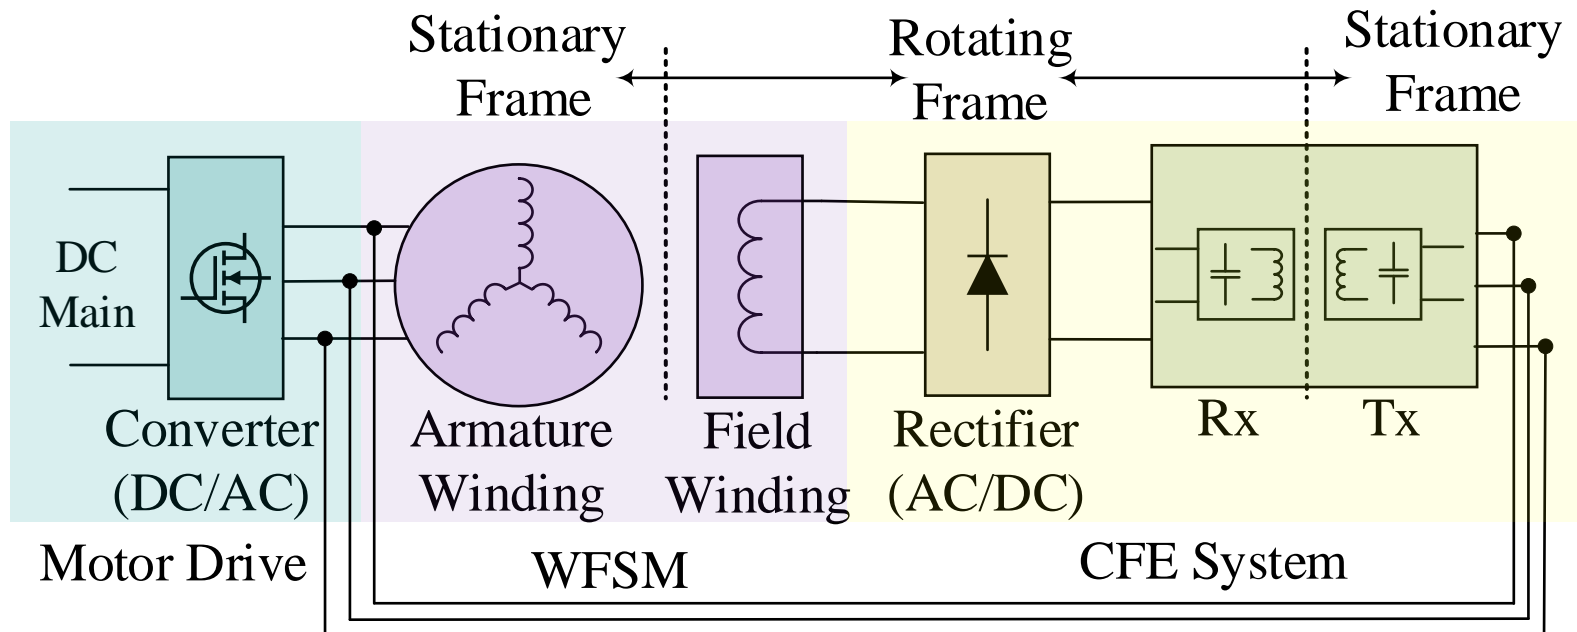 Stationary
Frame
Rotating
Frame
Stationary
Frame
DC
Main
Converter
(DC/AC)
Armature
Winding
Field
Winding
Rectifier
(AC/DC)
Rx
Tx
Motor Drive
WFSM
CFE System